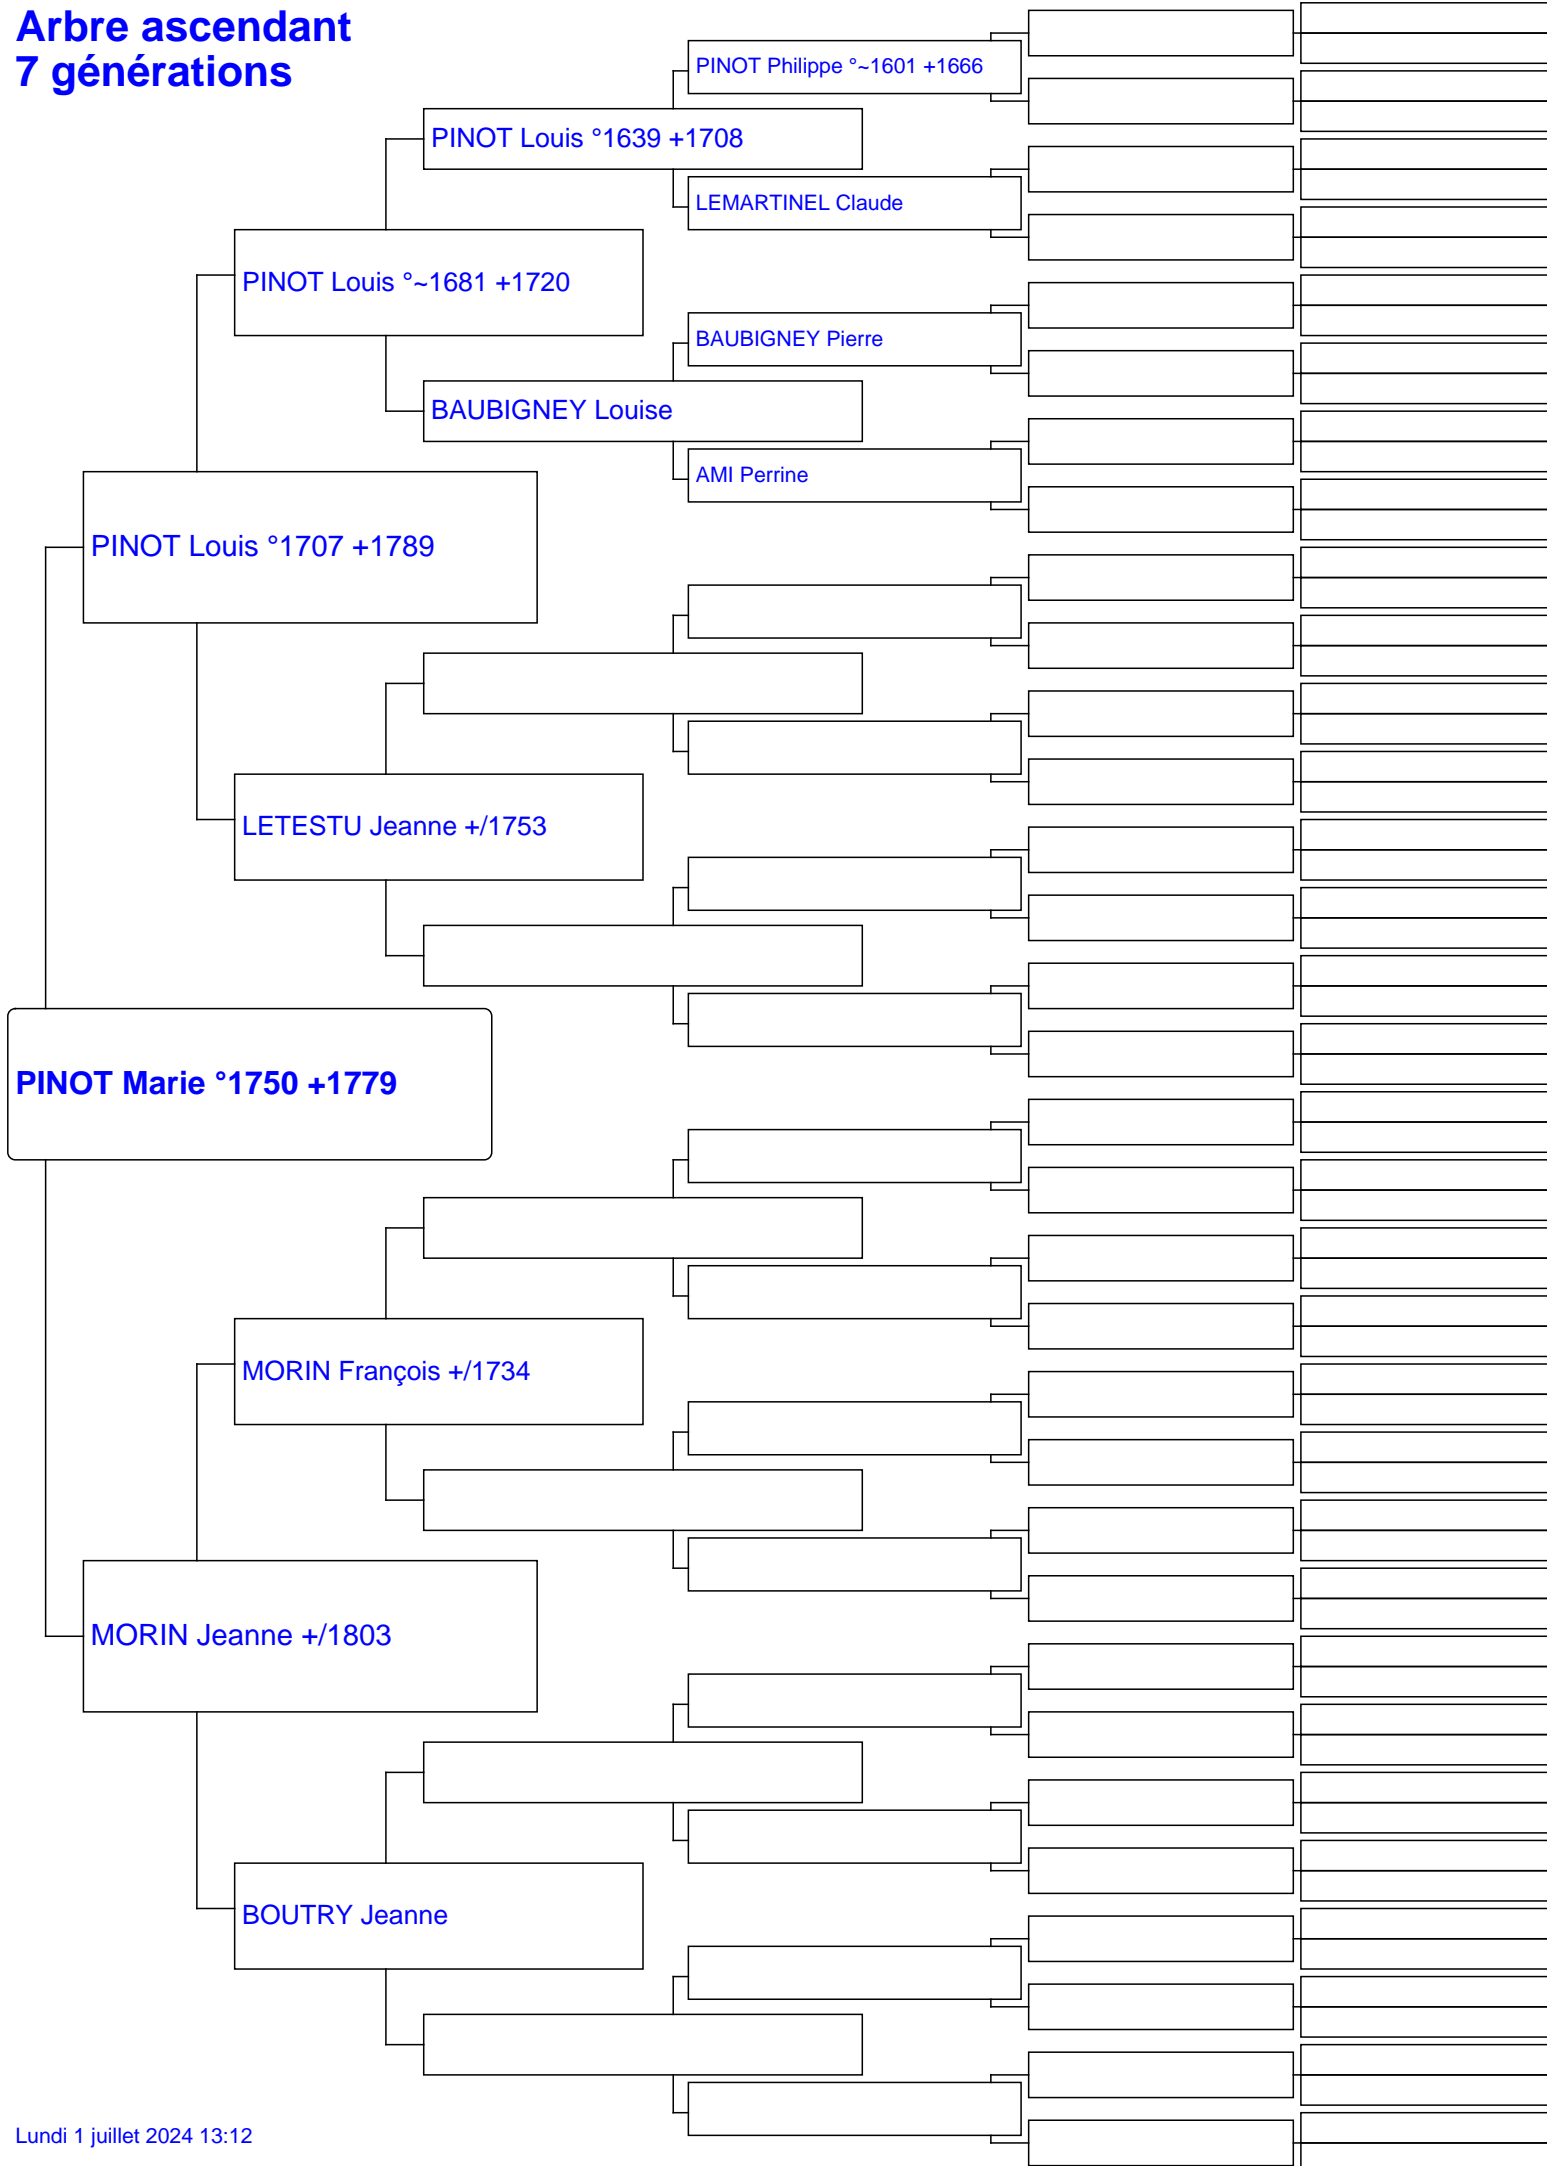 Arbre ascendant
7 générations
PINOT Philippe °~1601 +1666
PINOT Louis °1639 +1708
LEMARTINEL Claude
PINOT Louis °~1681 +1720
BAUBIGNEY Pierre
BAUBIGNEY Louise
AMI Perrine
PINOT Louis °1707 +1789
LETESTU Jeanne +/1753
PINOT Marie °1750 +1779
MORIN François +/1734
MORIN Jeanne +/1803
BOUTRY Jeanne
Lundi 1 juillet 2024 13:12